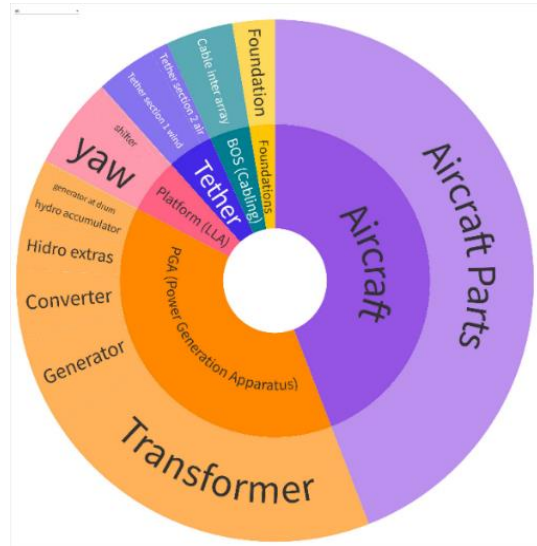 Aircraft
Aircraft Parts
PGA (Power Generation Apparatus)
Transformer
Generator
Converter
Hidro extras
hydro accumulator
generator at drum
Platform (LLA)
yaw
shifter
Tether
Tether section 1 wind
Tether section 2 air
BOS (Cabling)
Cable inter array
Foundations
Foundation